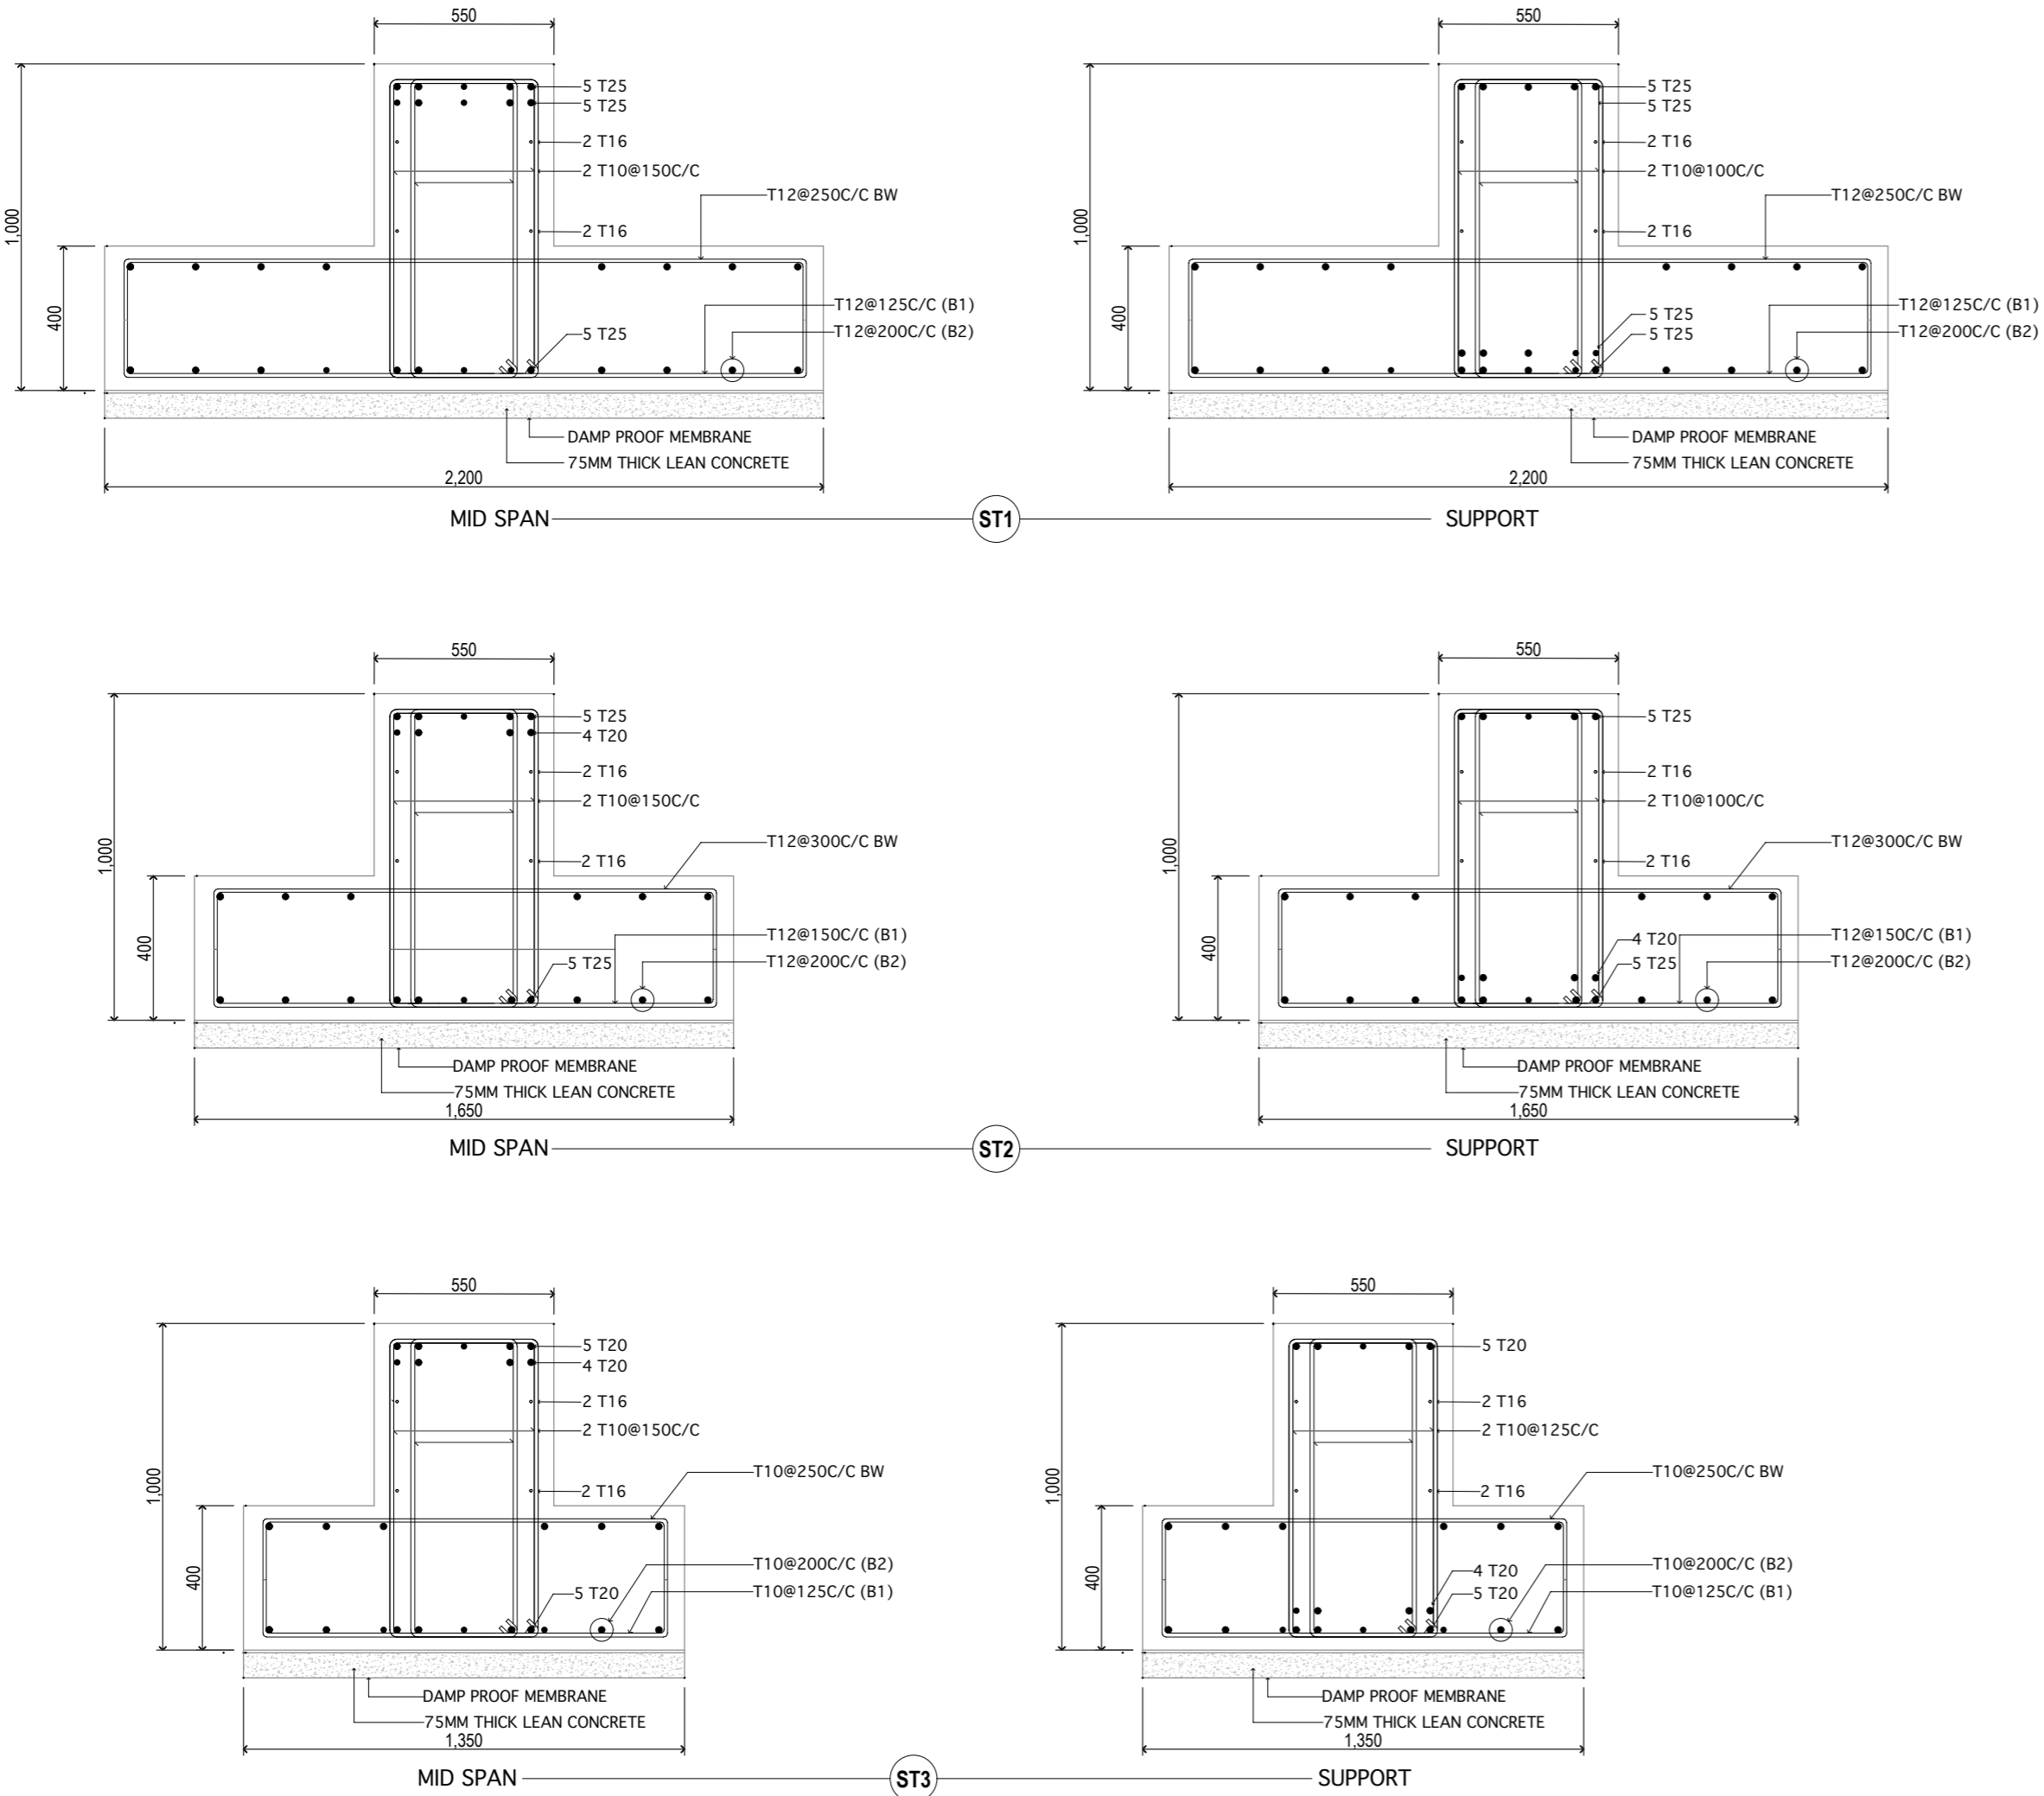 550
1,000
400
5 T25
5 T25
2 T16
2 T10@150C/C
T12@250C/C BW
2 T16
T12@125C/C (B1)
T12@200C/C (B2)
5 T25
DAMP PROOF MEMBRANE
75MM THICK LEAN CONCRETE
2,200
550
1,000
400
5 T25
5 T25
2 T16
2 T10@100C/C
T12@250C/C BW
2 T16
T12@125C/C (B1)
T12@200C/C (B2)
5 T25
5 T25
DAMP PROOF MEMBRANE
75MM THICK LEAN CONCRETE
2,200
MID SPAN ST1 SUPPORT
550
1,000
400
5 T25
4 T20
2 T16
2 T10@150C/C
T12@300C/C BW
2 T16
T12@150C/C (B1)
T12@200C/C (B2)
5 T25
DAMP PROOF MEMBRANE
75MM THICK LEAN CONCRETE
1,650
550
1,000
400
5 T25
2 T16
2 T10@100C/C
T12@300C/C BW
2 T16
T12@150C/C (B1)
T12@200C/C (B2)
4 T20
5 T25
DAMP PROOF MEMBRANE
75MM THICK LEAN CONCRETE
1,650
MID SPAN ST2 SUPPORT
550
1,000
400
5 T20
4 T20
2 T16
2 T10@150C/C
T10@250C/C BW
2 T16
T10@200C/C (B2)
T10@125C/C (B1)
5 T20
DAMP PROOF MEMBRANE
75MM THICK LEAN CONCRETE
1,350
550
1,000
400
5 T20
2 T16
2 T10@125C/C
T10@250C/C BW
2 T16
T10@200C/C (B2)
T10@125C/C (B1)
4 T20
5 T20
DAMP PROOF MEMBRANE
75MM THICK LEAN CONCRETE
1,350
MID SPAN ST3 SUPPORT